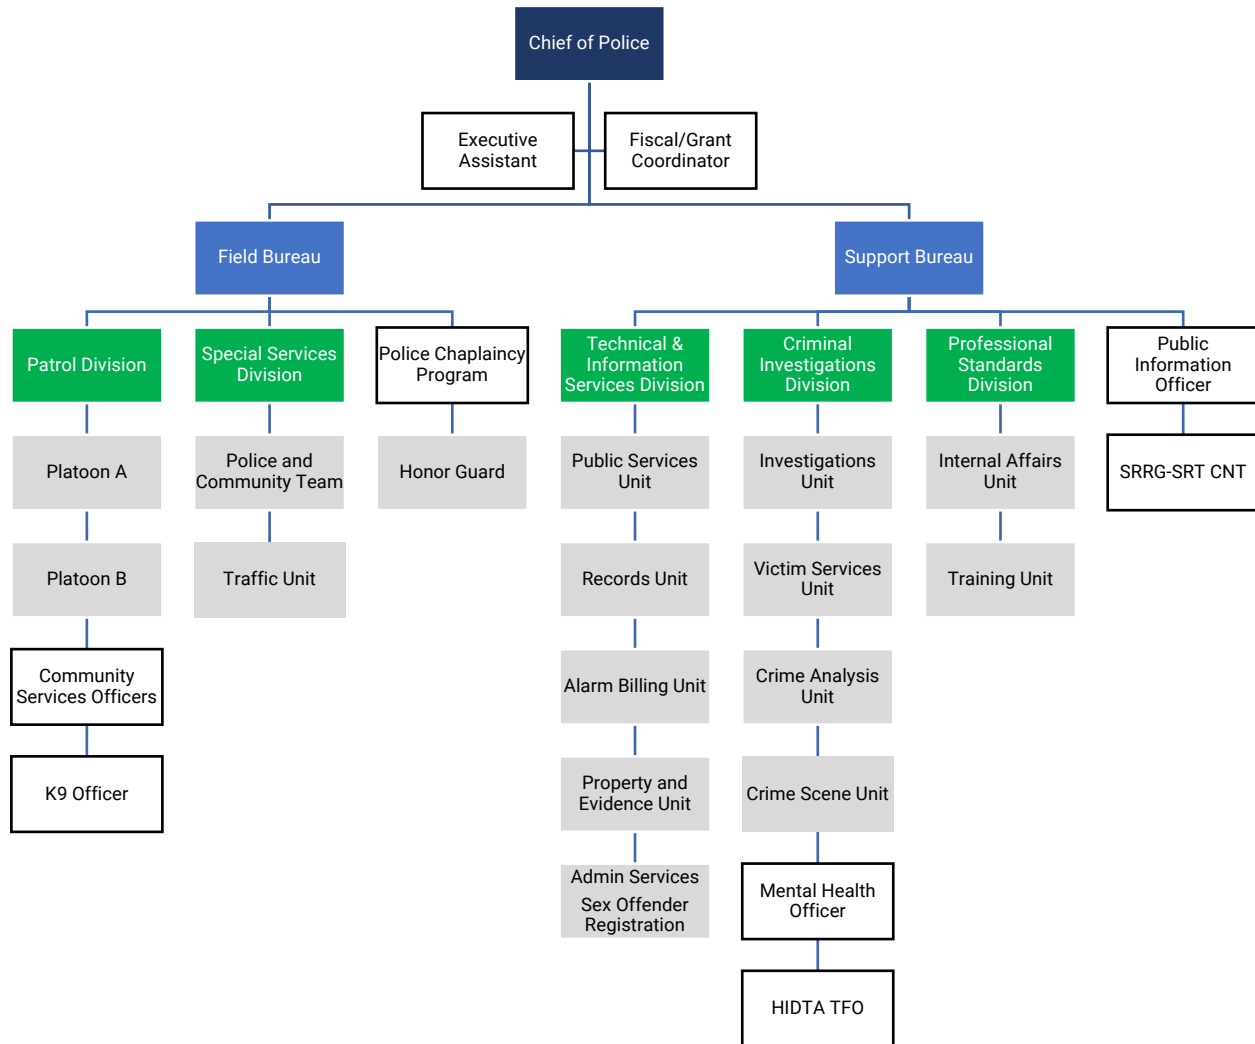 Chief of Police
Executive
Assistant
Fiscal/Grant
Coordinator
Field Bureau
Support Bureau
Patrol Division
Special Services
Division
Police Chaplaincy
Program
Technical &
Information
Services Division
Criminal
Investigations
Division
Professional
Standards
Division
Public
Information
Officer
Platoon A
Police and
Community Team
Honor Guard
Public Services
Unit
Investigations
Unit
Internal Affairs
Unit
SRRG-SRT CNT
Platoon B
Traffic Unit
Records Unit
Victim Services
Unit
Training Unit
Community
Services Officers
Alarm Billing Unit
Crime Analysis
Unit
K9 Officer
Property and
Evidence Unit
Crime Scene Unit
Admin Services
Sex Offender
Registration
Mental Health
Officer
HIDTA TFO